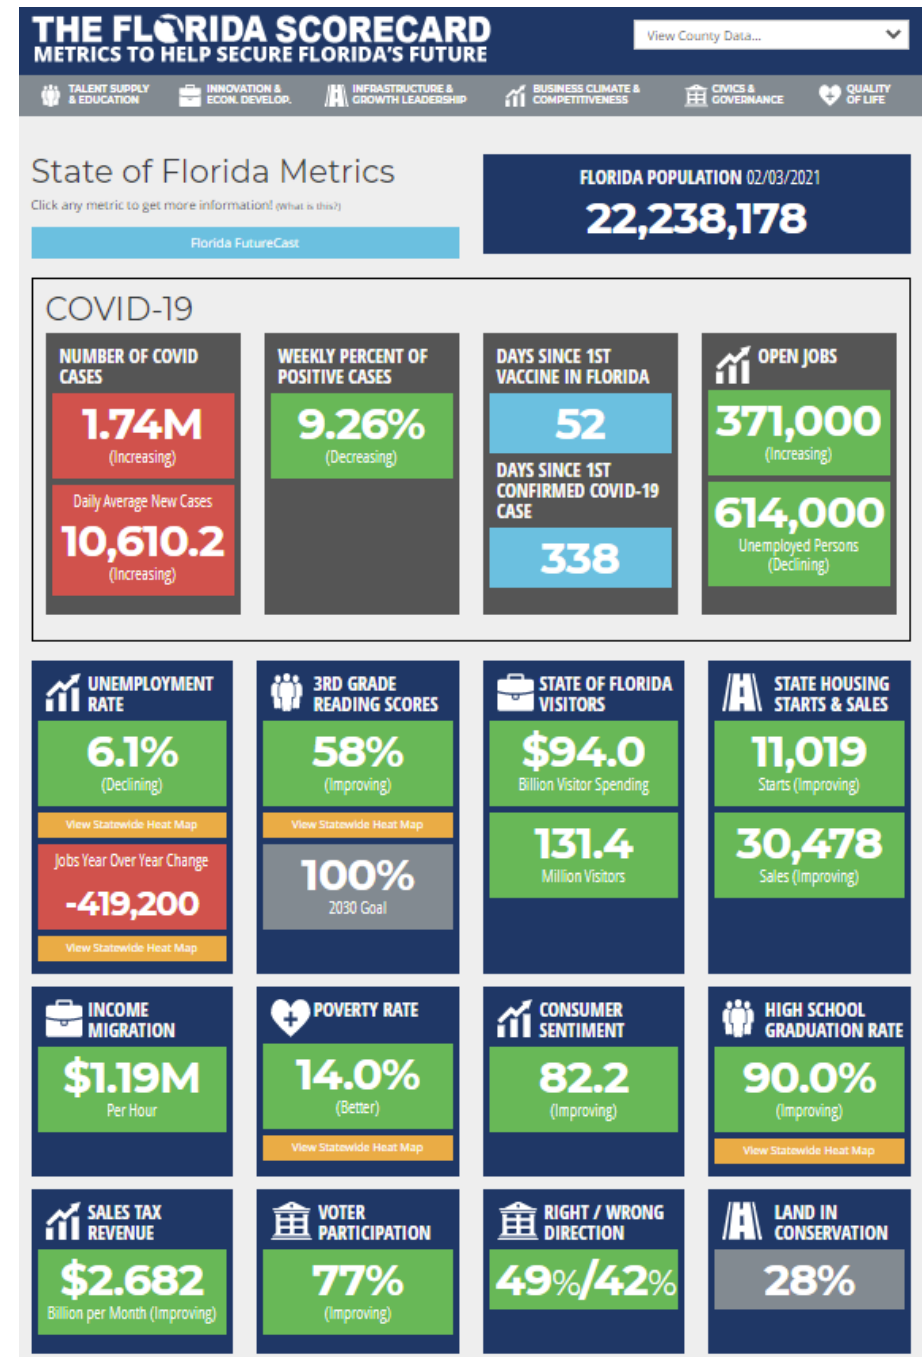 THE FLORIDA SCORECARD
METRICS TO HELP SECURE FLORIDA'S FUTURE
View County Data...
TALENT SUPPLY
& EDUCATION
INNOVATION &
ECON. DEVELOP.
INFRASTRUCTURE &
GROWTH LEADERSHIP
BUSINESS CLIMATE &
COMPETITIVENESS
CIVICS &
GOVERNANCE
QUALITY
OF LIFE
State of Florida Metrics
Click any metric to get more information! (What is this?)
Florida FutureCast
FLORIDA POPULATION 02/03/2021
22,238,178
COVID-19
NUMBER OF COVID
CASES
1.74M
(Increasing)
Daily Average New Cases
10,610.2
(Increasing)
WEEKLY PERCENT OF
POSITIVE CASES
9.26%
(Decreasing)
DAYS SINCE 1ST
VACCINE IN FLORIDA
52
DAYS SINCE 1ST
CONFIRMED COVID-19
CASE
338
OPEN JOBS
371,000
(Increasing)
614,000
Unemployed Persons
(Declining)
UNEMPLOYMENT
RATE
6.1%
(Declining)
View Statewide Heat Map
Jobs Year Over Year Change
-419,200
View Statewide Heat Map
3RD GRADE
READING SCORES
58%
(Improving)
View Statewide Heat Map
100%
2030 Goal
STATE OF FLORIDA
VISITORS
$94.0
Billion Visitor Spending
131.4
Million Visitors
STATE HOUSING
STARTS & SALES
11,019
Starts (Improving)
30,478
Sales (Improving)
INCOME
MIGRATION
$1.19M
Per Hour
POVERTY RATE
14.0%
(Better)
View Statewide Heat Map
CONSUMER
SENTIMENT
82.2
(Improving)
HIGH SCHOOL
GRADUATION RATE
90.0%
(Improving)
View Statewide Heat Map
SALES TAX
REVENUE
$2.682
Billion per Month (Improving)
VOTER
PARTICIPATION
77%
(Improving)
RIGHT / WRONG
DIRECTION
49%/42%
LAND IN
CONSERVATION
28%